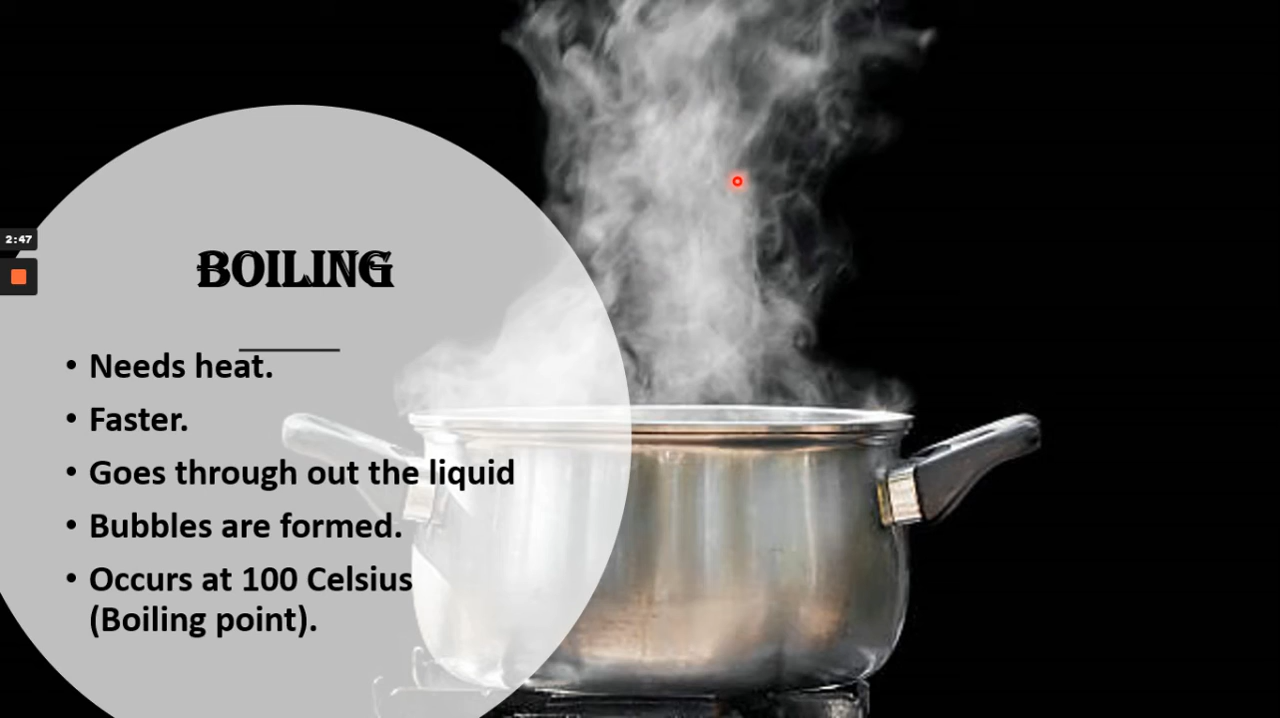 2:47
BOILING
• Needs heat.
• Faster.
• Goes through out the liquid
• Bubbles are formed.
• Occurs at 100 Celsius
(Boiling point).